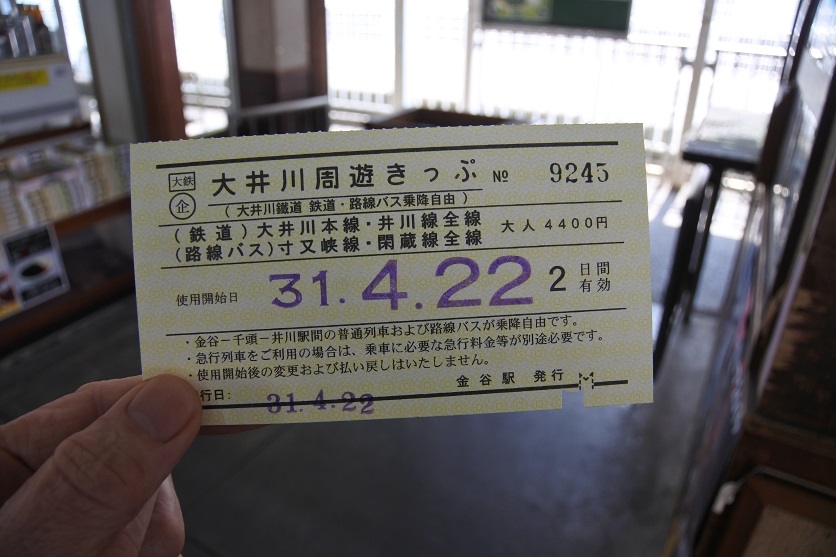 大鉄
企
大井川周遊きっぷ № 9245
（大井川鐵道 鉄道・路線バス乗降自由）
（鉄道）大井川本線・井川線全線
（路線バス）寸又峡線・閑蔵線全線
大人4400円
使用開始日 31.4.22 2日間有効
・金谷－千頭－井川駅間の普通列車および路線バスが乗降自由です。
・急行列車をご利用の場合は、乗車に必要な急行料金等が別途必要です。
・使用開始後の変更および払い戻しはいたしません。
金谷駅 発行
行日: 31.4.22